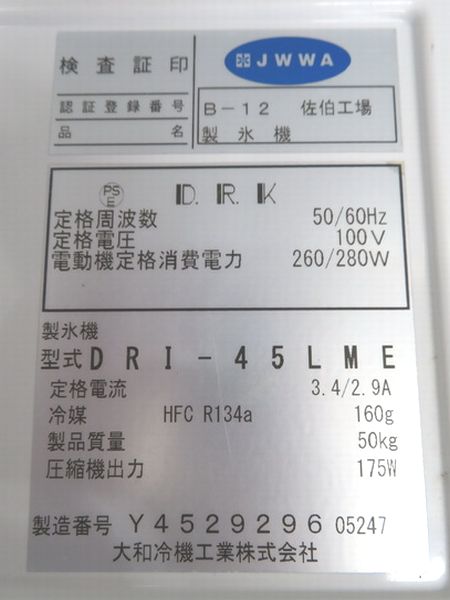 検査証印
JWWA
認証登録番号 B-12 佐伯工場
品名 製氷機
PSE D.R.K
定格周波数 50/60Hz
定格電圧 100V
電動機定格消費電力 260/280W
製氷機
型式DRI-45LME
定格電流 3.4/2.9A
冷媒 HFC R134a 160g
製品質量 50kg
圧縮機出力 175W
製造番号 Y4529296 05247
大和冷機工業株式会社